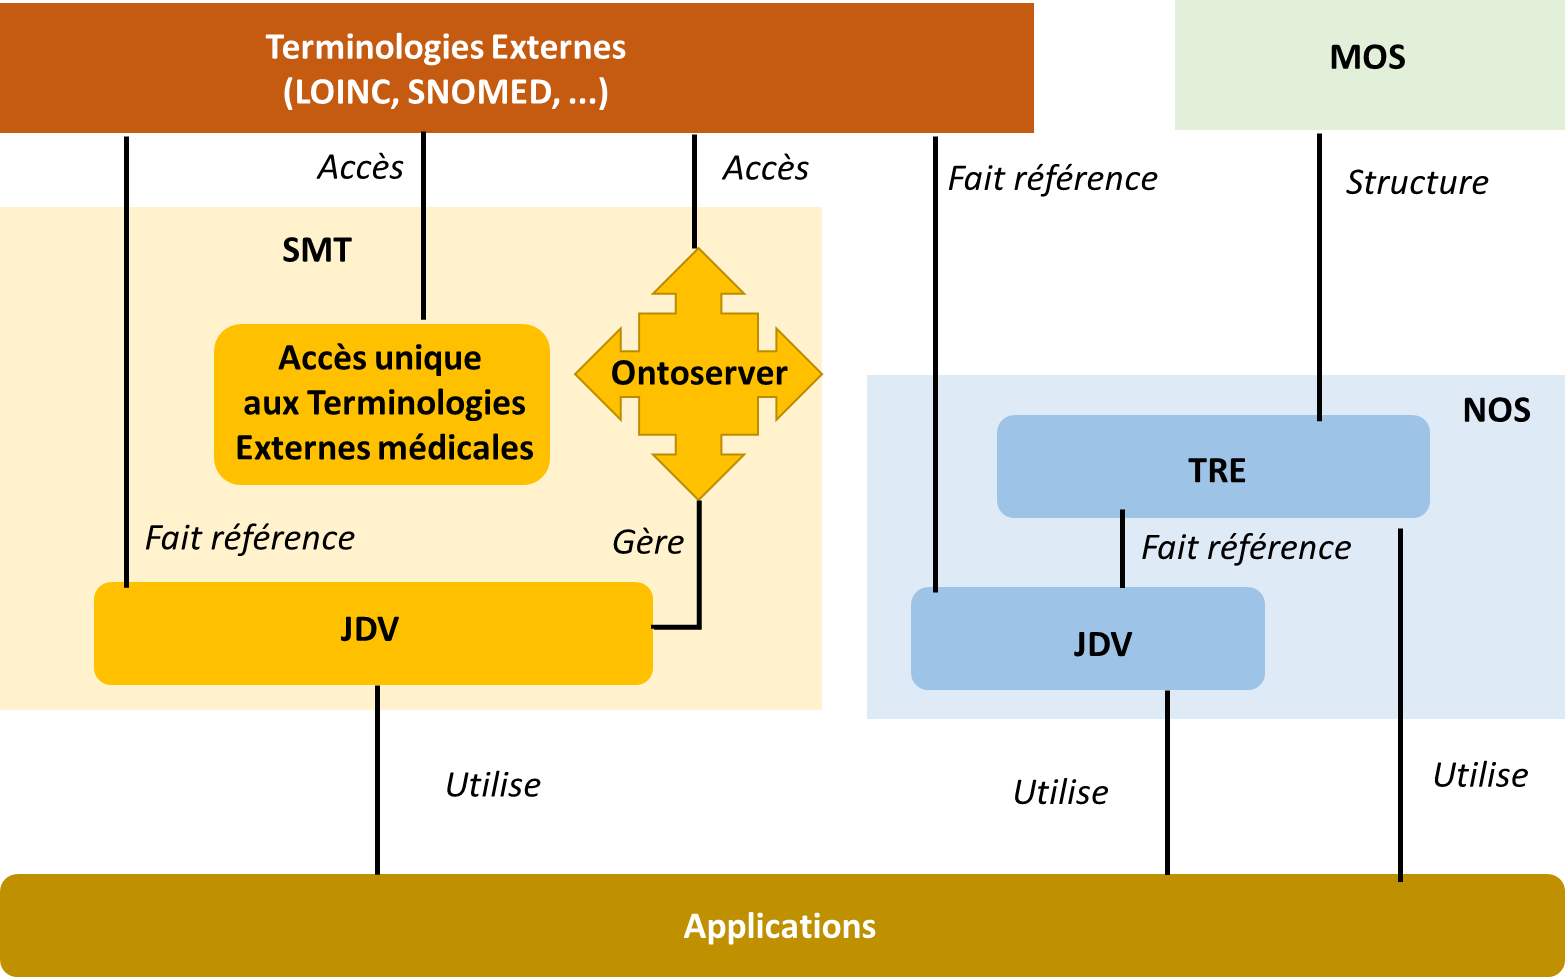 Terminologies Externes
(LOINC, SNOMED, ...)
MOS
Accès
Accès
Fait référence
Structure
SMT
Accès unique
aux Terminologies
Externes médicales
Ontoserver
NOS
TRE
Fait référence
Gère
Fait référence
JDV
JDV
Utilise
Utilise
Utilise
Applications